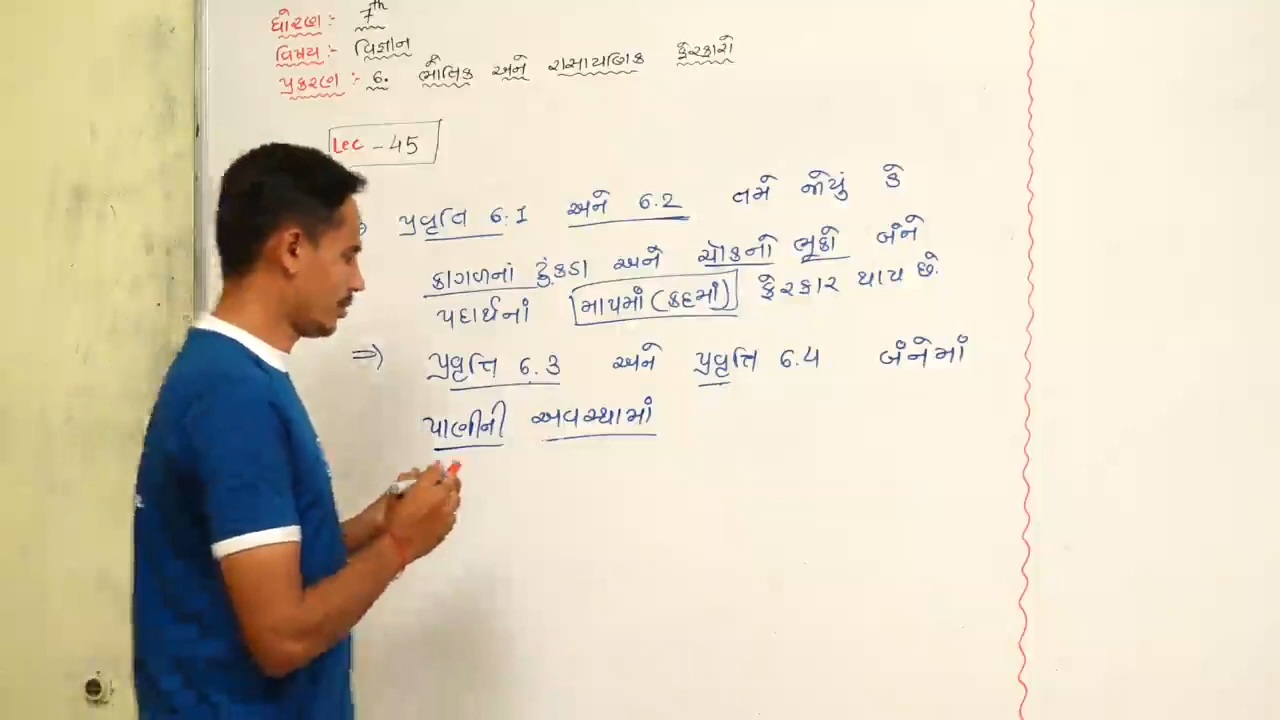 ધોરણ :- 7th
વિષય :- વિજ્ઞાન
પ્રકરણ :- 6. ભૌતિક અને રાસાયણિક ફેરફારો
Lec - 45
પ્રવૃત્તિ 6.1 અને 6.2 તમે જોયું કે
કાગળનાં ટુંકડા અને ચોકનો ભૂકો બંને
પદાર્થનાં માપમાં (કદમાં) ફેરફાર થાય છે.
⇒ પ્રવૃત્તિ 6.3 અને પ્રવૃત્તિ 6.4 બંનેમાં
પાણીની અવસ્થામાં